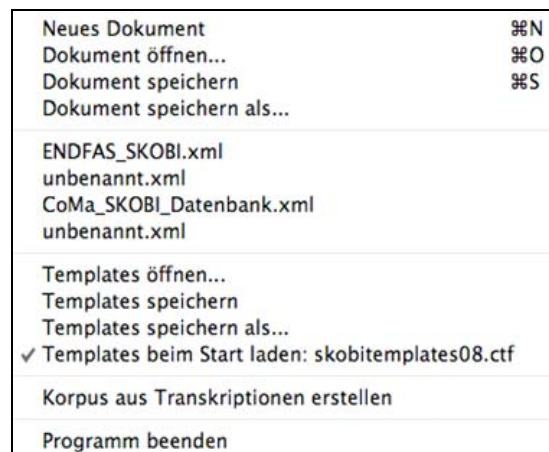 Neues Dokument ⌘N
Dokument öffnen... ⌘O
Dokument speichern ⌘S
Dokument speichern als...
ENDFAS_SKOBI.xml
unbenannt.xml
CoMa_SKOBI_Datenbank.xml
unbenannt.xml
Templates öffnen...
Templates speichern
Templates speichern als...
✓ Templates beim Start laden: skobitemplates08.ctf
Korpus aus Transkriptionen erstellen
Programm beenden